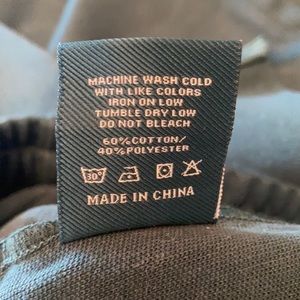 MACHINE WASH COLD
WITH LIKE COLORS
IRON ON LOW
TUMBLE DRY LOW
DO NOT BLEACH
60%COTTON/
40%POLYESTER
30°
MADE IN CHINA